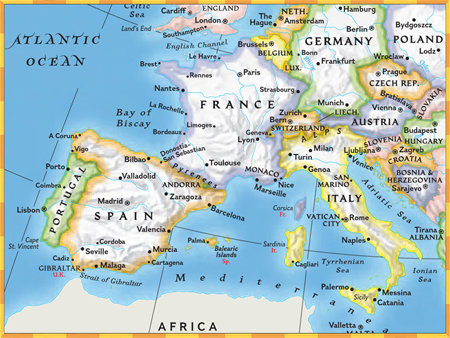 Celtic
Sea
Cardiff
ENGLAND
London
Land's End
Southampton
English Channel
Le Havre
The
Hague
NETH.
Amsterdam
Brussels
BELGIUM
LUX.
Hamburg
Berlin
GERMANY
Bonn
Frankfurt
Bydgoszcz
POLAND
Lodz
Wroclaw
Prague
CZECH REP.
Bratislava
SLOVAKIA
ATLANTIC
OCEAN
Brest
Rennes
Paris
Strasbourg
Nantes
FRANCE
Munich
LIECH.
Zurich
Bern
SWITZERLAND
AUSTRIA
Budapest
HUNGARY
La Rochelle
Bay of
Biscay
Limoges
Bordeaux
Lyon
Geneva
ALPS
SLOVENIA
Ljubljana
Zagreb
CROATIA
Milan
Turin
Venice
Genoa
BOSNIA &
HERZEGOVINA
Sarajevo
A Coruna
Vigo
Bilbao
Donostia-
San Sebastian
Toulouse
MONACO
Nice
Marseille
SAN
MARINO
Adriatic Sea
Porto
Coimbra
Valladolid
Pyrenees
ANDORRA
Zaragoza
Barcelona
Corsica
Fr.
ITALY
VATICAN
CITY
Rome
PORTUGAL
Madrid
SPAIN
Lisbon
Valencia
Palma
Balearic
Islands
Sp.
Sardinia
It.
Naples
Tirana
ALBANIA
Cape
St. Vincent
Cordoba
Seville
Murcia
Cadiz
Malaga
Cartagena
GIBRALTAR
U.K.
Strait of Gibraltar
Cagliari
Tyrrhenian
Sea
Ionian
Sea
Mediterranean
Palermo
Sicily
Messina
Catania
Valletta
AFRICA